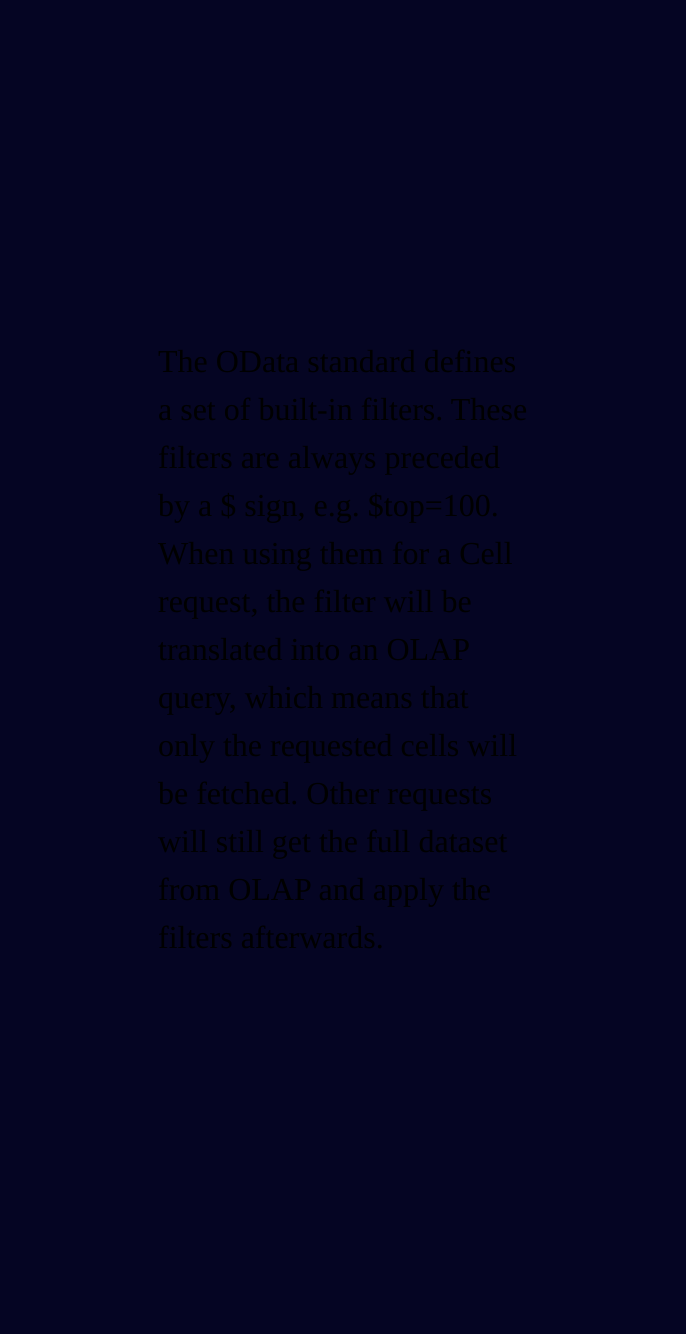 The OData standard defines
a set of built-in filters. These
filters are always preceded
by a $ sign, e.g. $top=100.
When using them for a Cell
request, the filter will be
translated into an OLAP
query, which means that
only the requested cells will
be fetched. Other requests
will still get the full dataset
from OLAP and apply the
filters afterwards.